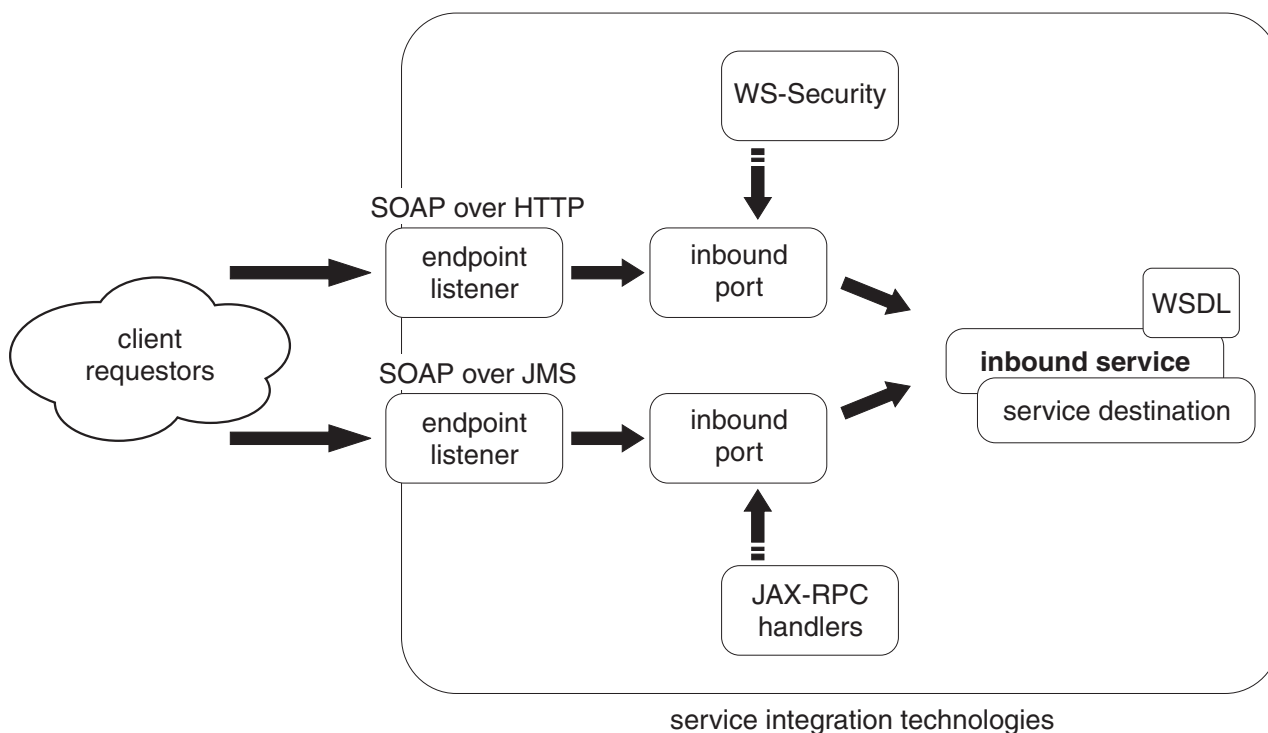 WS-Security
SOAP over HTTP
endpoint
listener
inbound
port
client
requestors
WSDL
inbound service
service destination
SOAP over JMS
endpoint
listener
inbound
port
JAX-RPC
handlers
service integration technologies